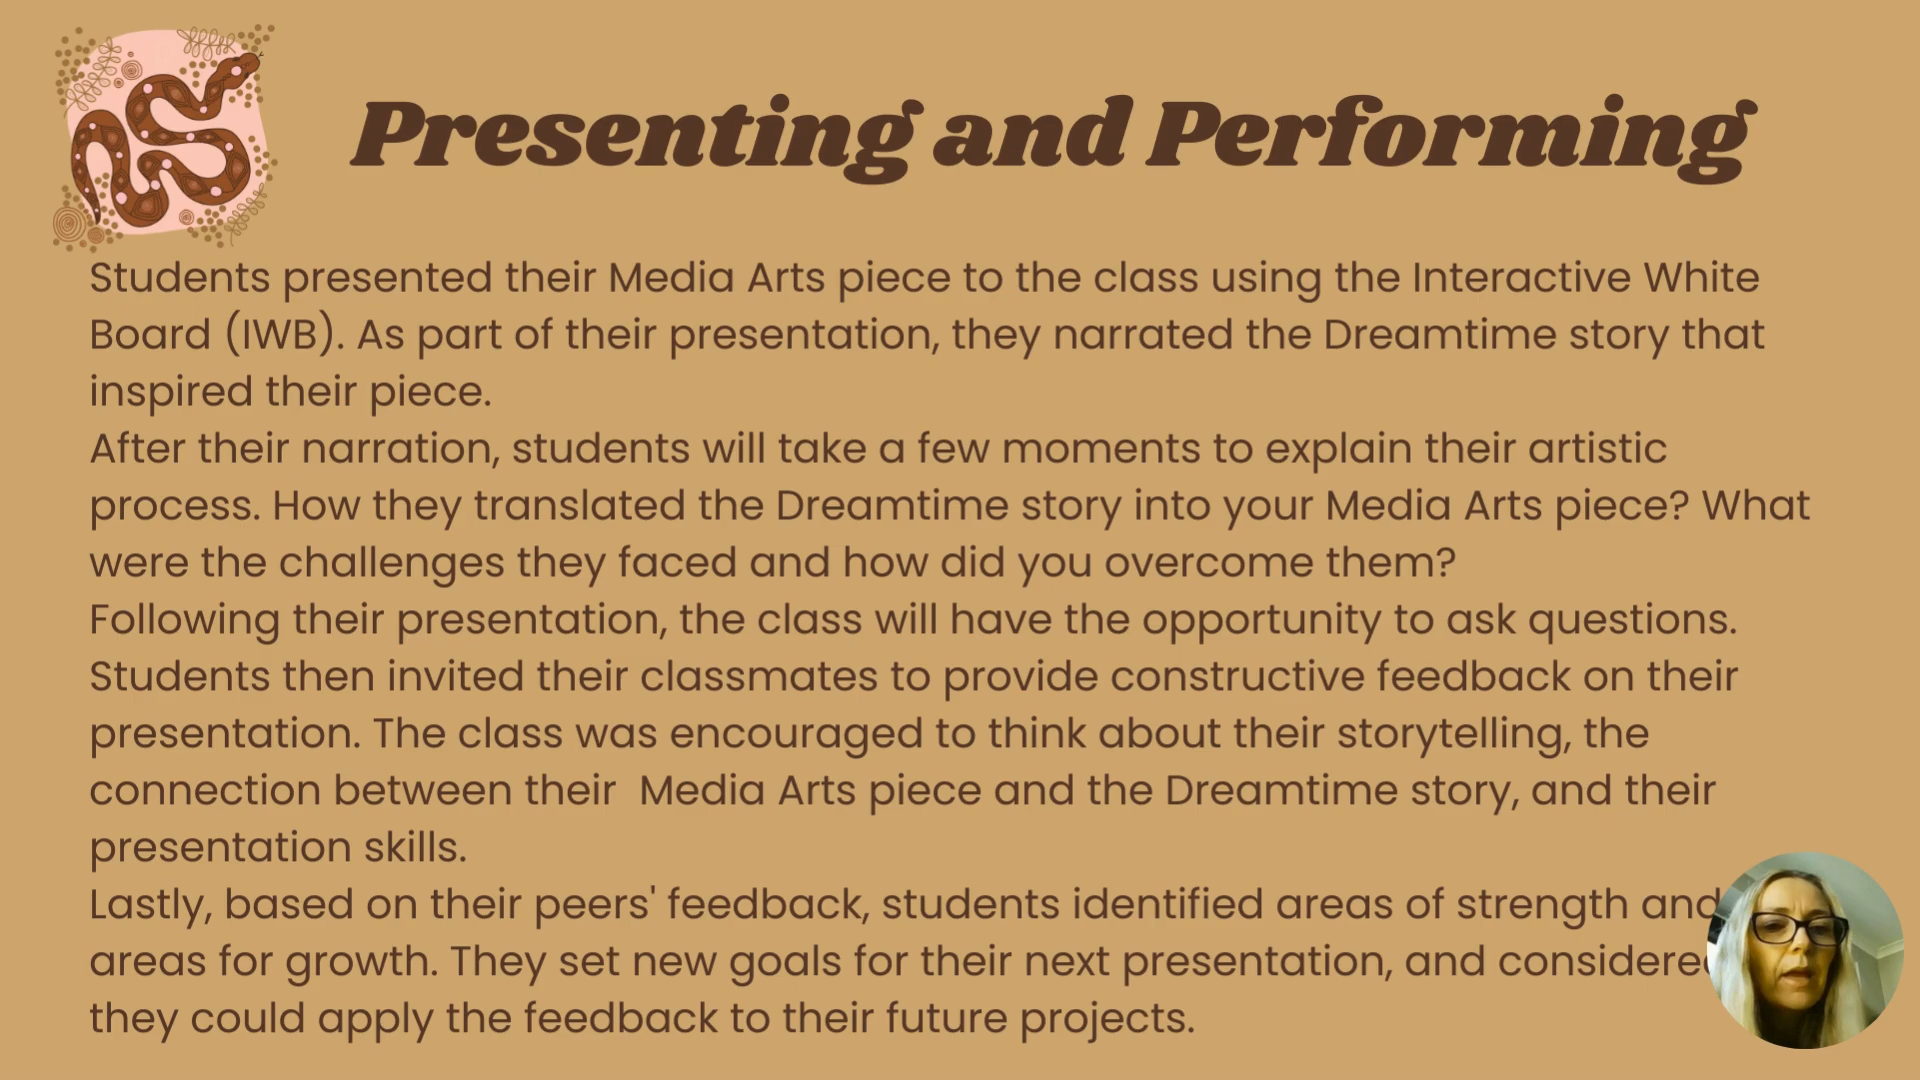 Presenting and Performing
Students presented their Media Arts piece to the class using the Interactive White
Board (IWB). As part of their presentation, they narrated the Dreamtime story that
inspired their piece.
After their narration, students will take a few moments to explain their artistic
process. How they translated the Dreamtime story into your Media Arts piece? What
were the challenges they faced and how did you overcome them?
Following their presentation, the class will have the opportunity to ask questions.
Students then invited their classmates to provide constructive feedback on their
presentation. The class was encouraged to think about their storytelling, the
connection between their  Media Arts piece and the Dreamtime story, and their
presentation skills.
Lastly, based on their peers' feedback, students identified areas of strength and
areas for growth. They set new goals for their next presentation, and considered
they could apply the feedback to their future projects.